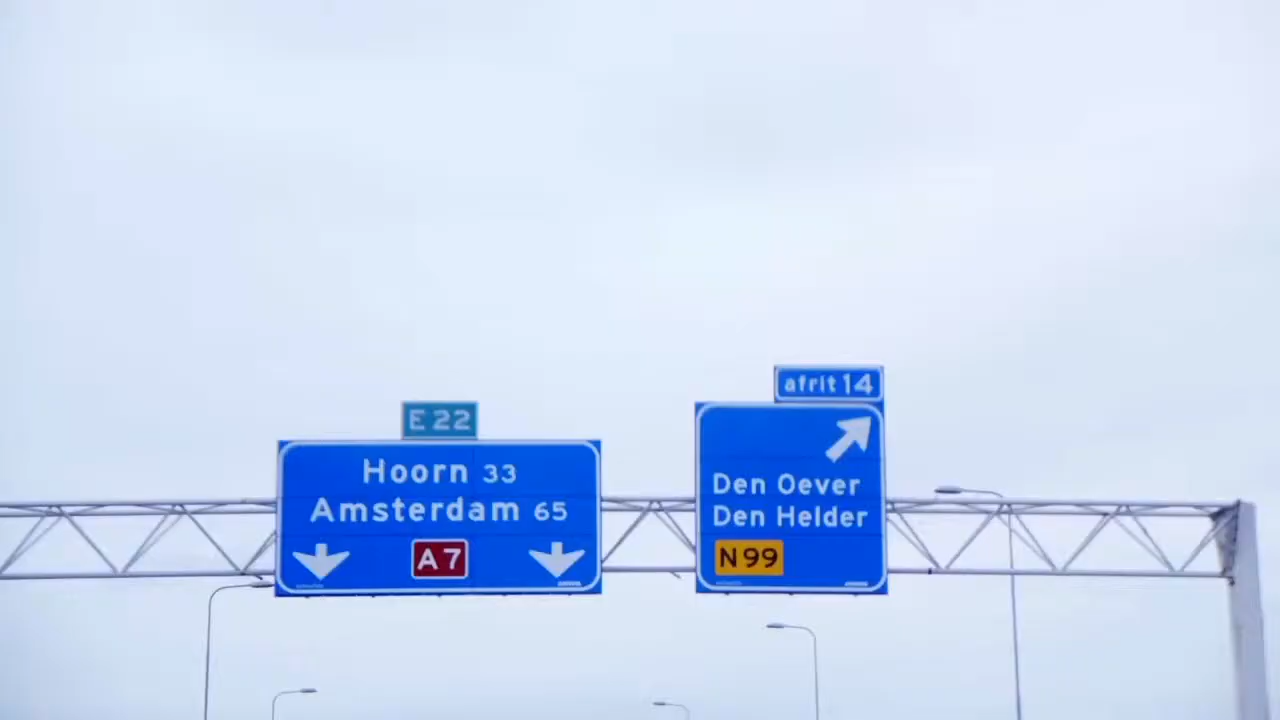 E 22
Hoorn 33
Amsterdam 65
A7
afrit 14
Den Oever
Den Helder
N99